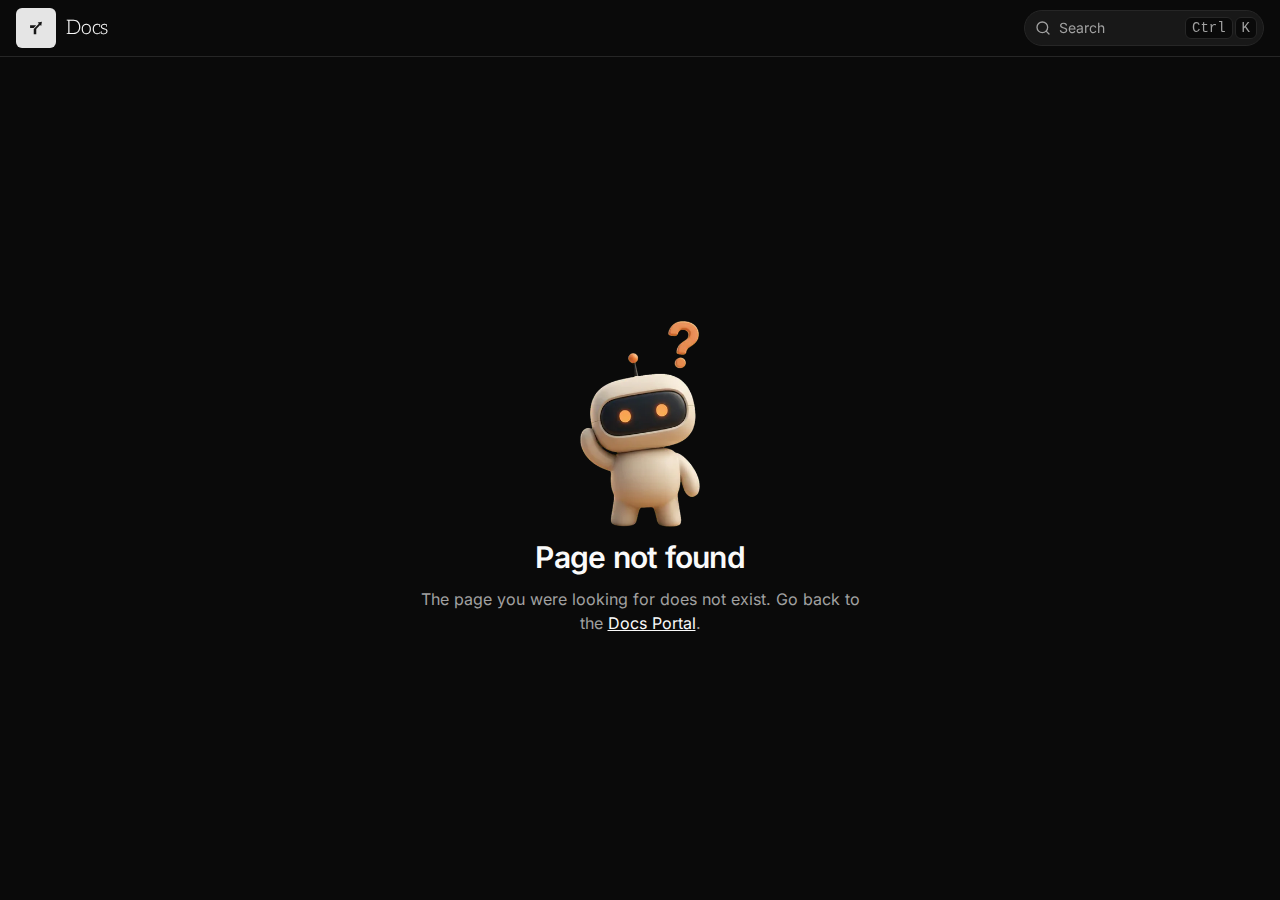 Docs
Search
Ctrl K
?
Page not found
The page you were looking for does not exist. Go back to
the Docs Portal.